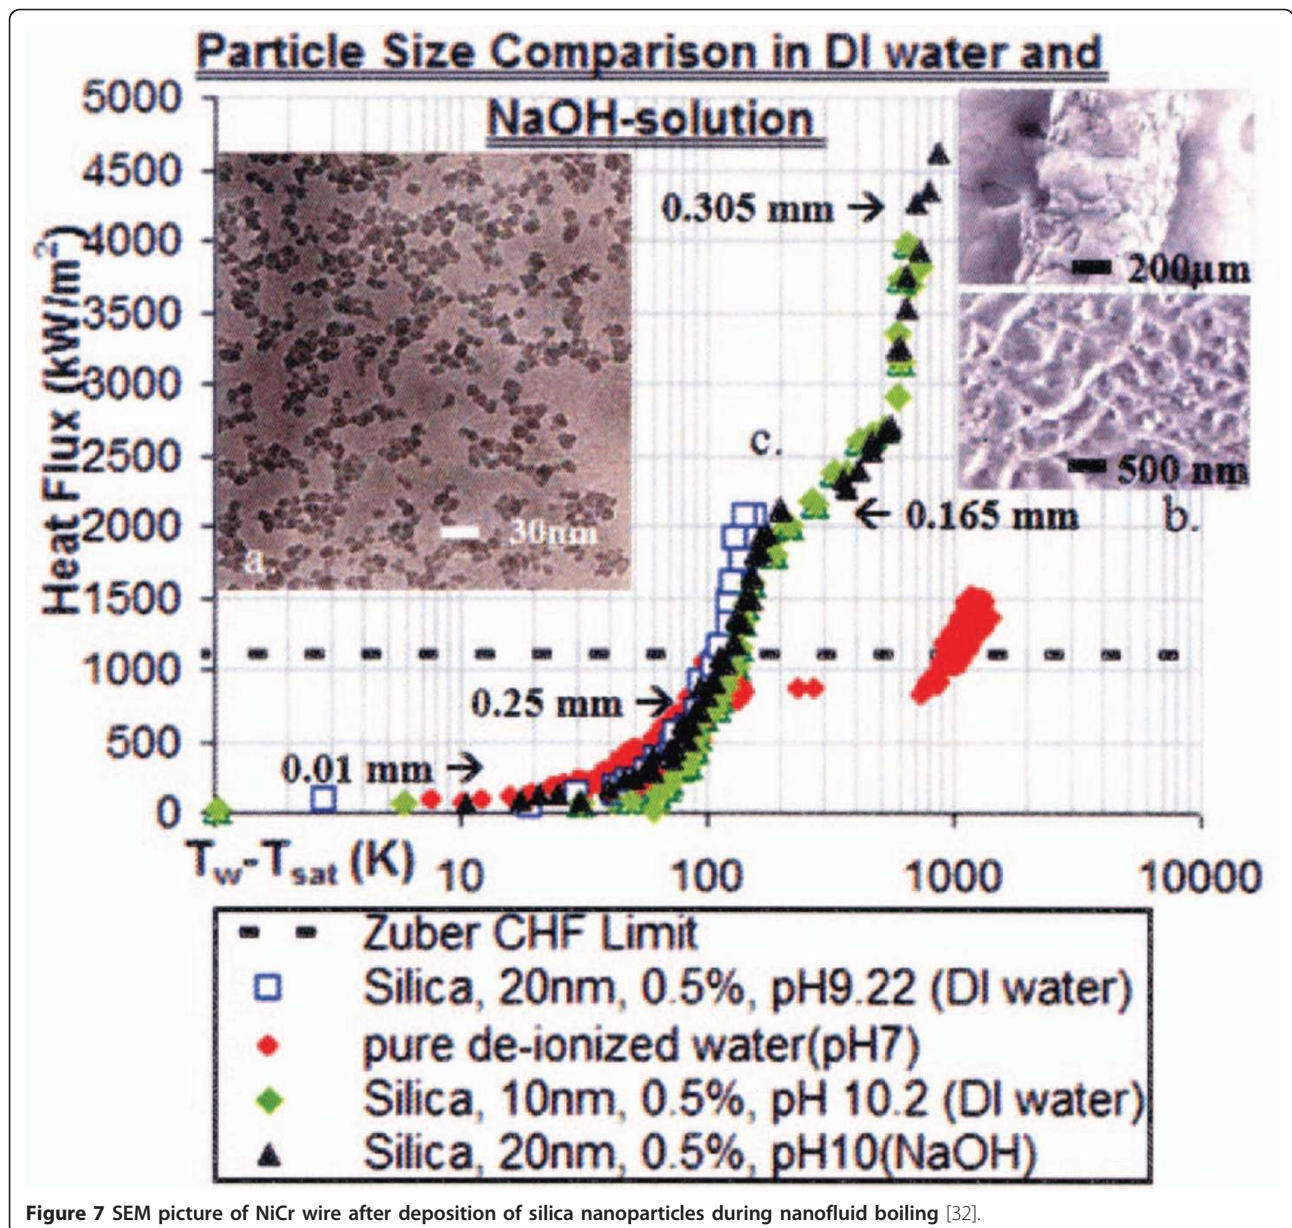 Particle Size Comparison in DI water and
NaOH-solution
5000
4500
4000
3500
3000
2500
2000
1500
1000
500
0
Heat Flux (kW/m²)
a.
30nm
0.305 mm →
200µm
500 nm
b.
c.
← 0.165 mm
0.25 mm →
0.01 mm →
Tw-Tsat (K)
10
100
1000
10000
Zuber CHF Limit
Silica, 20nm, 0.5%, pH9.22 (DI water)
pure de-ionized water(pH7)
Silica, 10nm, 0.5%, pH 10.2 (DI water)
Silica, 20nm, 0.5%, pH10(NaOH)
Figure 7 SEM picture of NiCr wire after deposition of silica nanoparticles during nanofluid boiling [32].